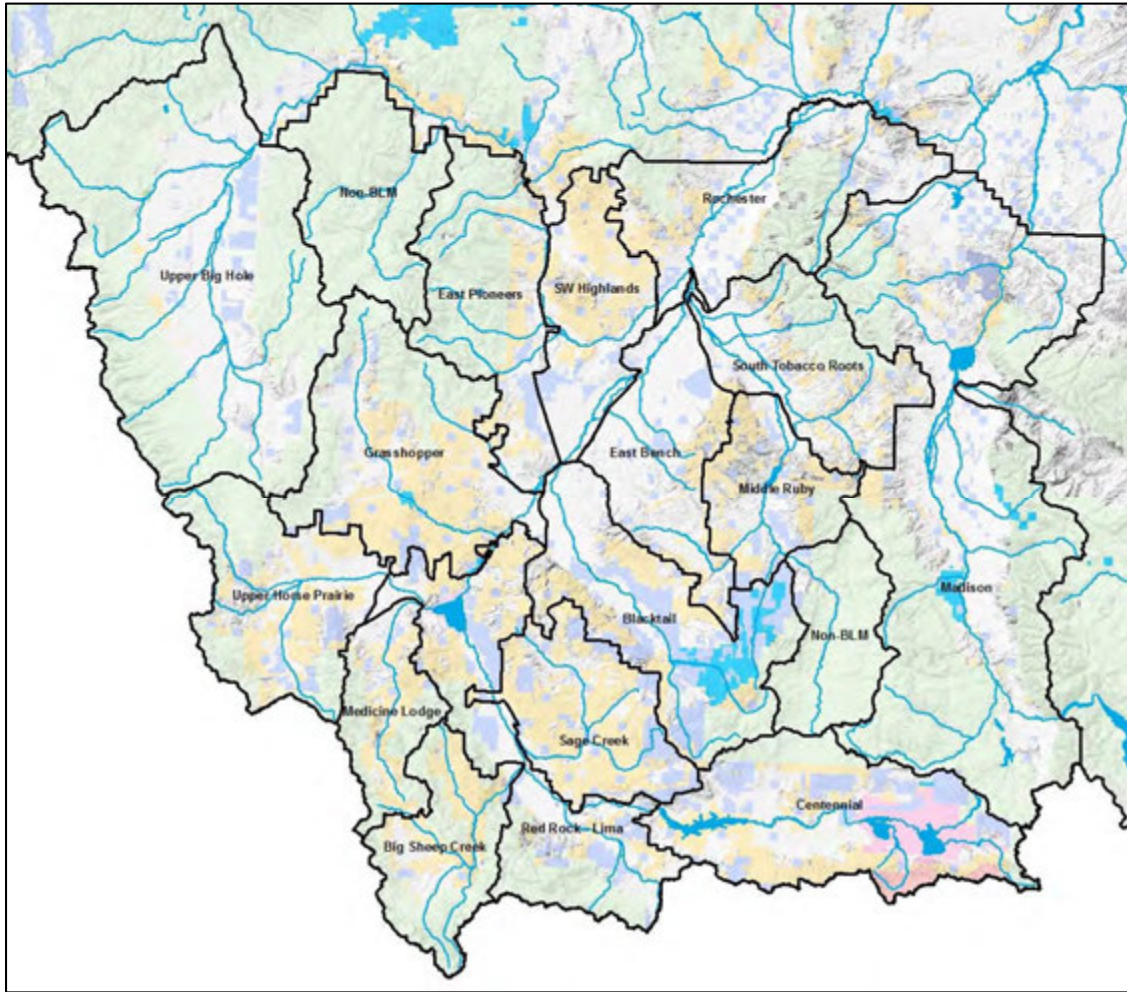 Non-BLM
Rochester
Upper Big Hole
East Pioneers
SW Highlands
South Tobacco Roots
Grasshopper
East Bench
Middle Ruby
Upper Horse Prairie
Madison
Blacktail
Non-BLM
Medicine Lodge
Sage Creek
Centennial
Red Rock - Lima
Big Sheep Creek